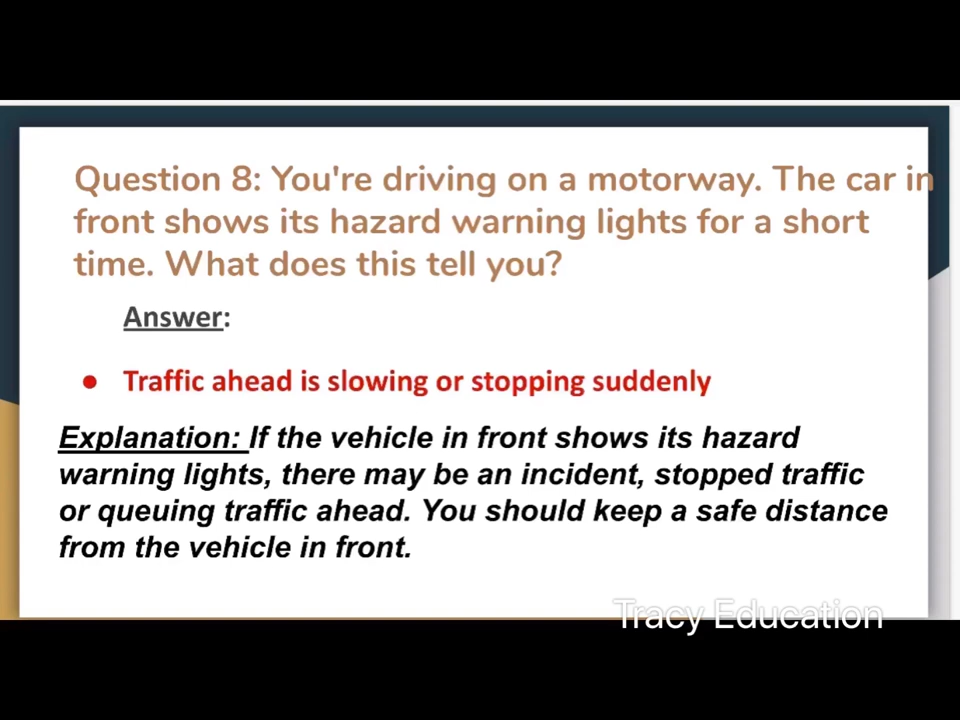 Question 8: You're driving on a motorway. The car in
front shows its hazard warning lights for a short
time. What does this tell you?
Answer:
● Traffic ahead is slowing or stopping suddenly
Explanation: If the vehicle in front shows its hazard
warning lights, there may be an incident, stopped traffic
or queuing traffic ahead. You should keep a safe distance
from the vehicle in front.
Tracy Education